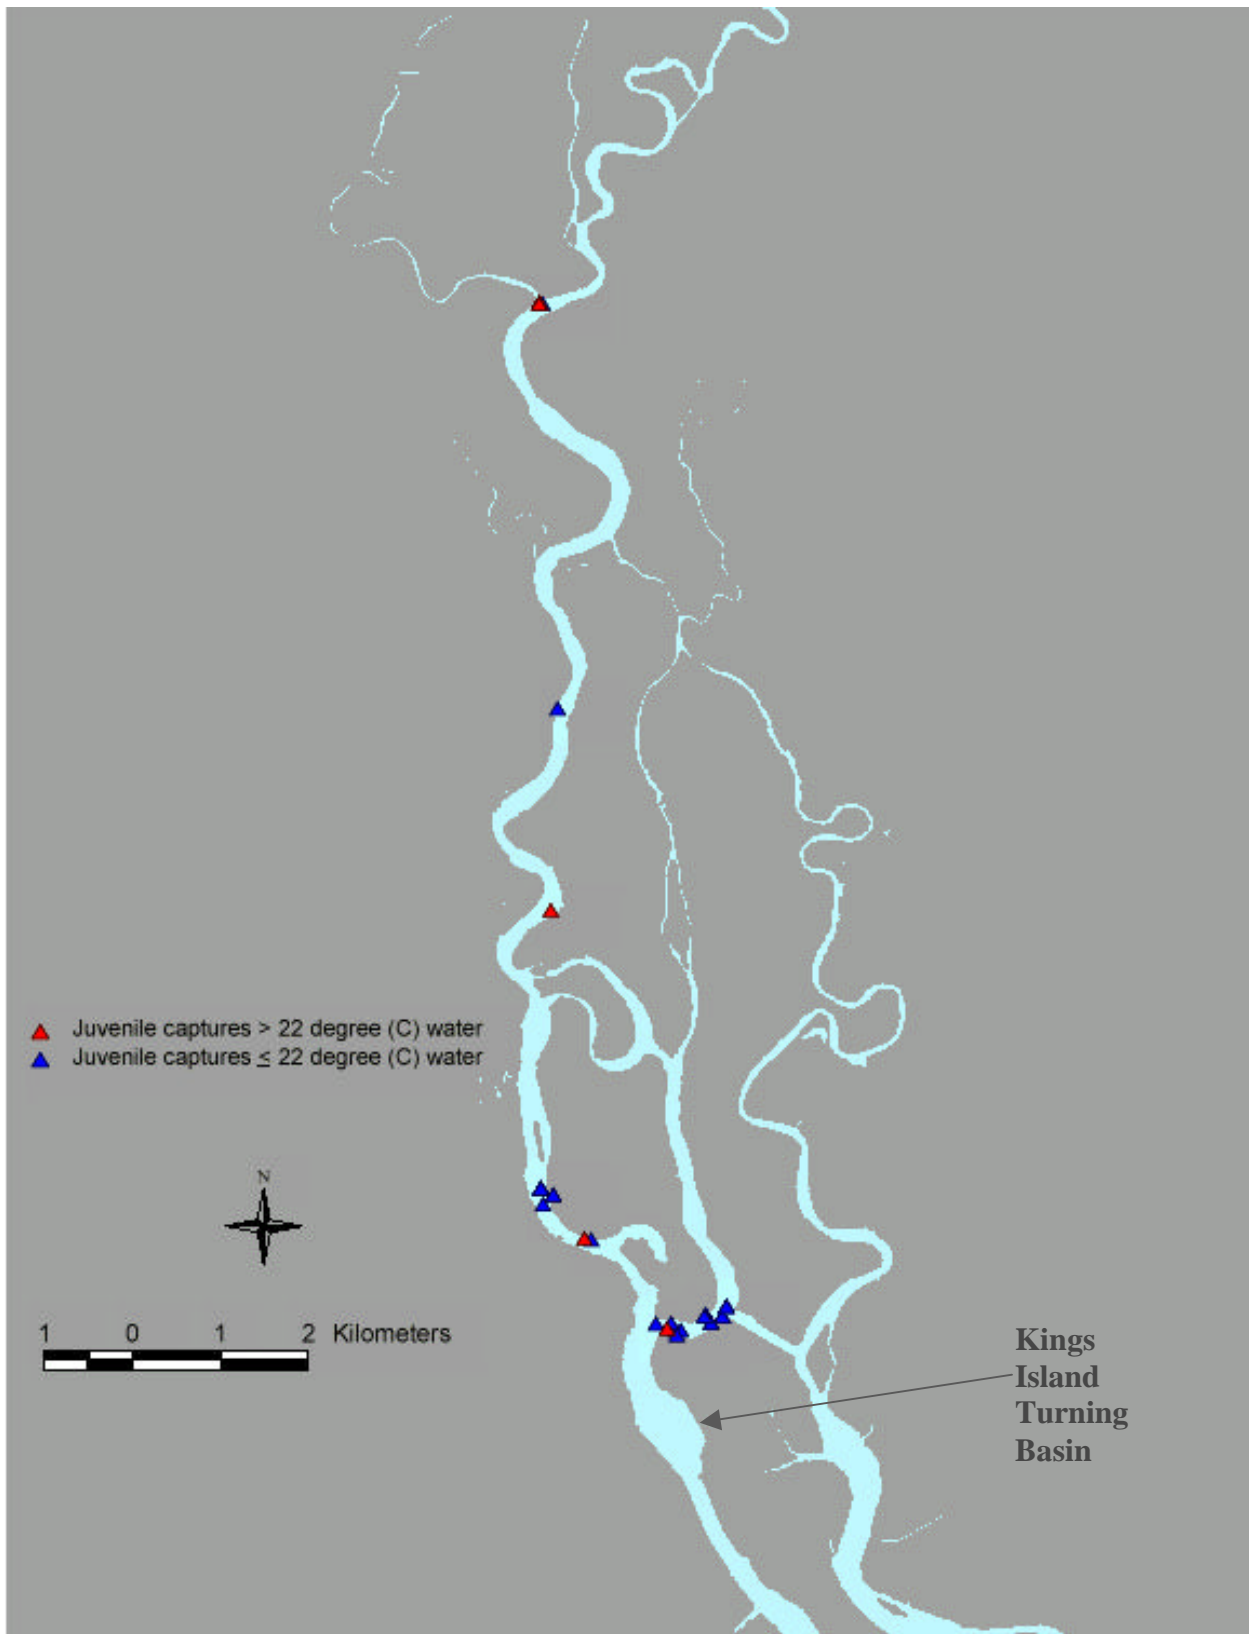 Juvenile captures > 22 degree (C) water
Juvenile captures ≤ 22 degree (C) water
N
1 0 1 2 Kilometers
Kings
Island
Turning
Basin